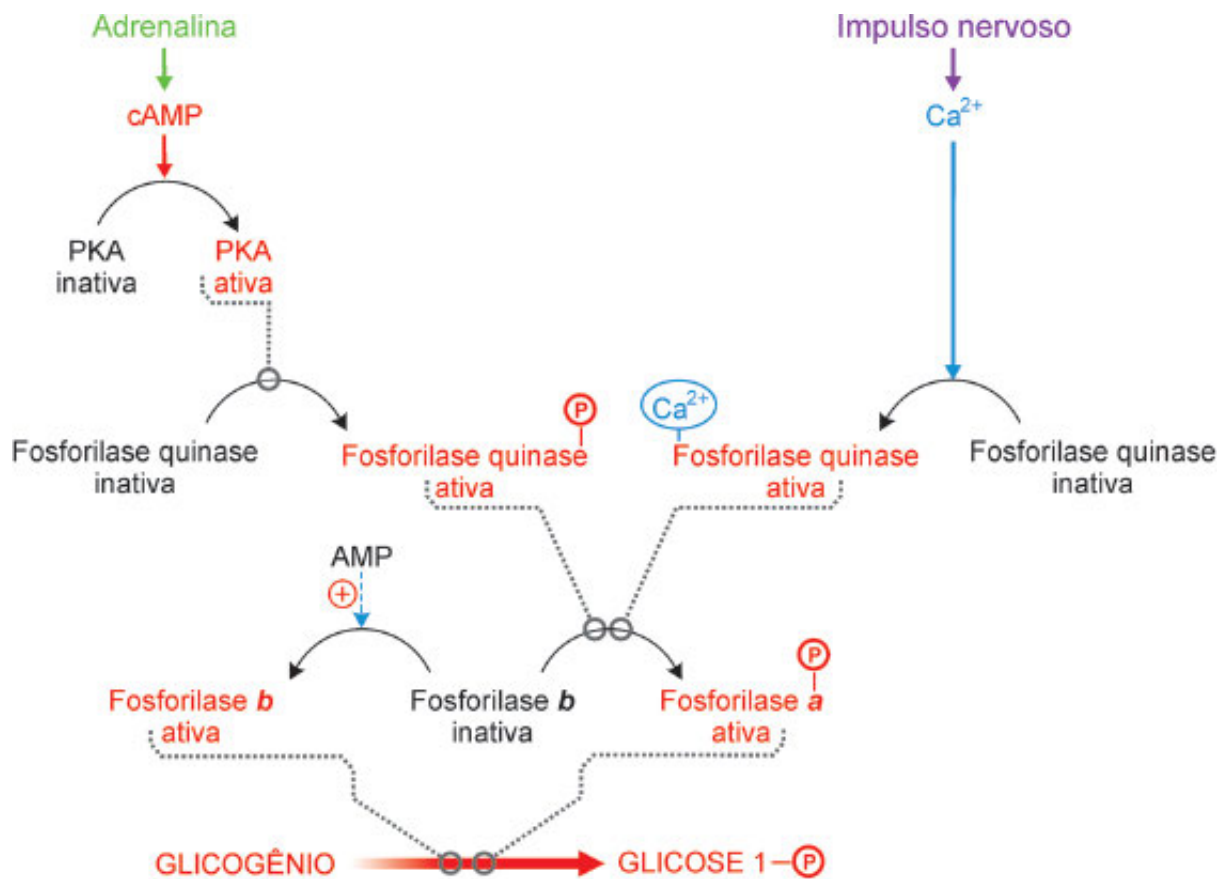 Adrenalina
Impulso nervoso
cAMP
Ca2+
PKA
inativa
PKA
ativa
P
Ca2+
Fosforilase quinase
inativa
Fosforilase quinase
ativa
Fosforilase quinase
ativa
Fosforilase quinase
inativa
AMP
+
P
Fosforilase b
ativa
Fosforilase b
inativa
Fosforilase a
ativa
GLICOGÊNIO
GLICOSE 1–P